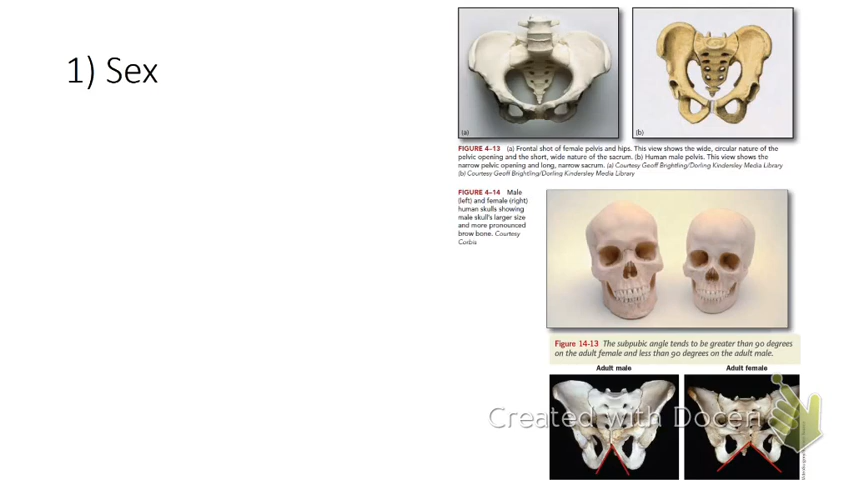 1) Sex
(a)
(b)
FIGURE 4-13 (a) Frontal shot of female pelvis and hips. This view shows the wide, circular nature of the
pelvic opening and the short, wide nature of the sacrum. (b) Human male pelvis. This view shows the
narrow pelvic opening and long, narrow sacrum. (a) Courtesy Geoff Brightling/Dorling Kindersley Media Library
(b) Courtesy Geoff Brightling/Dorling Kindersley Media Library
FIGURE 4-14 Male
(left) and female (right)
human skulls showing
male skull's larger size
and more pronounced
brow bone. Courtesy
Corbis
Figure 14-13 The subpubic angle tends to be greater than 90 degrees
on the adult female and less than 90 degrees on the adult male.
Adult male
Adult female
Created with Doceri